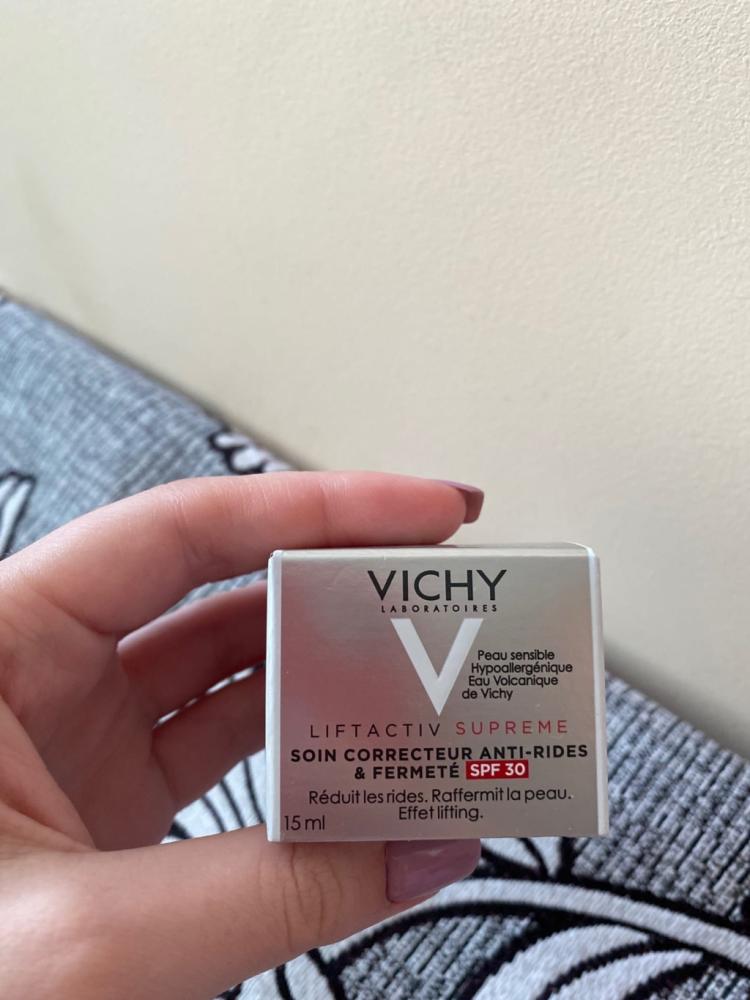 VICHY
LABORATOIRES
V
Peau sensible
Hypoallergénique
Eau Volcanique
de Vichy
LIFTACTIV SUPREME
SOIN CORRECTEUR ANTI-RIDES
& FERMETÉ SPF 30
Réduit les rides. Raffermit la peau.
Effet lifting.
15 ml